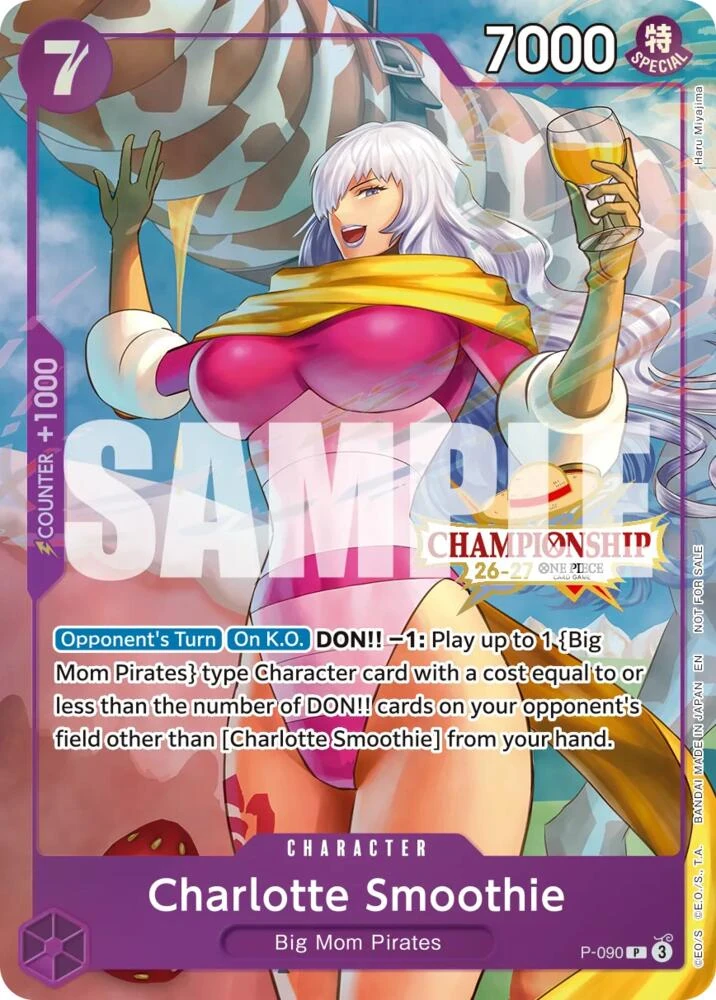 7
7000
特
SPECIAL
Haru Miyajima
COUNTER +1000
SAMPLE
CHAMPIONSHIP
26-27 ONE PIECE
CARD GAME
Opponent's Turn On K.O. DON!! −1: Play up to 1 {Big
Mom Pirates} type Character card with a cost equal to or
less than the number of DON!! cards on your opponent's
field other than [Charlotte Smoothie] from your hand.
©E.O/S ©E.O./S., T.A. BANDAI MADE IN JAPAN EN NOT FOR SALE
CHARACTER
Charlotte Smoothie
Big Mom Pirates
P-090 P 3